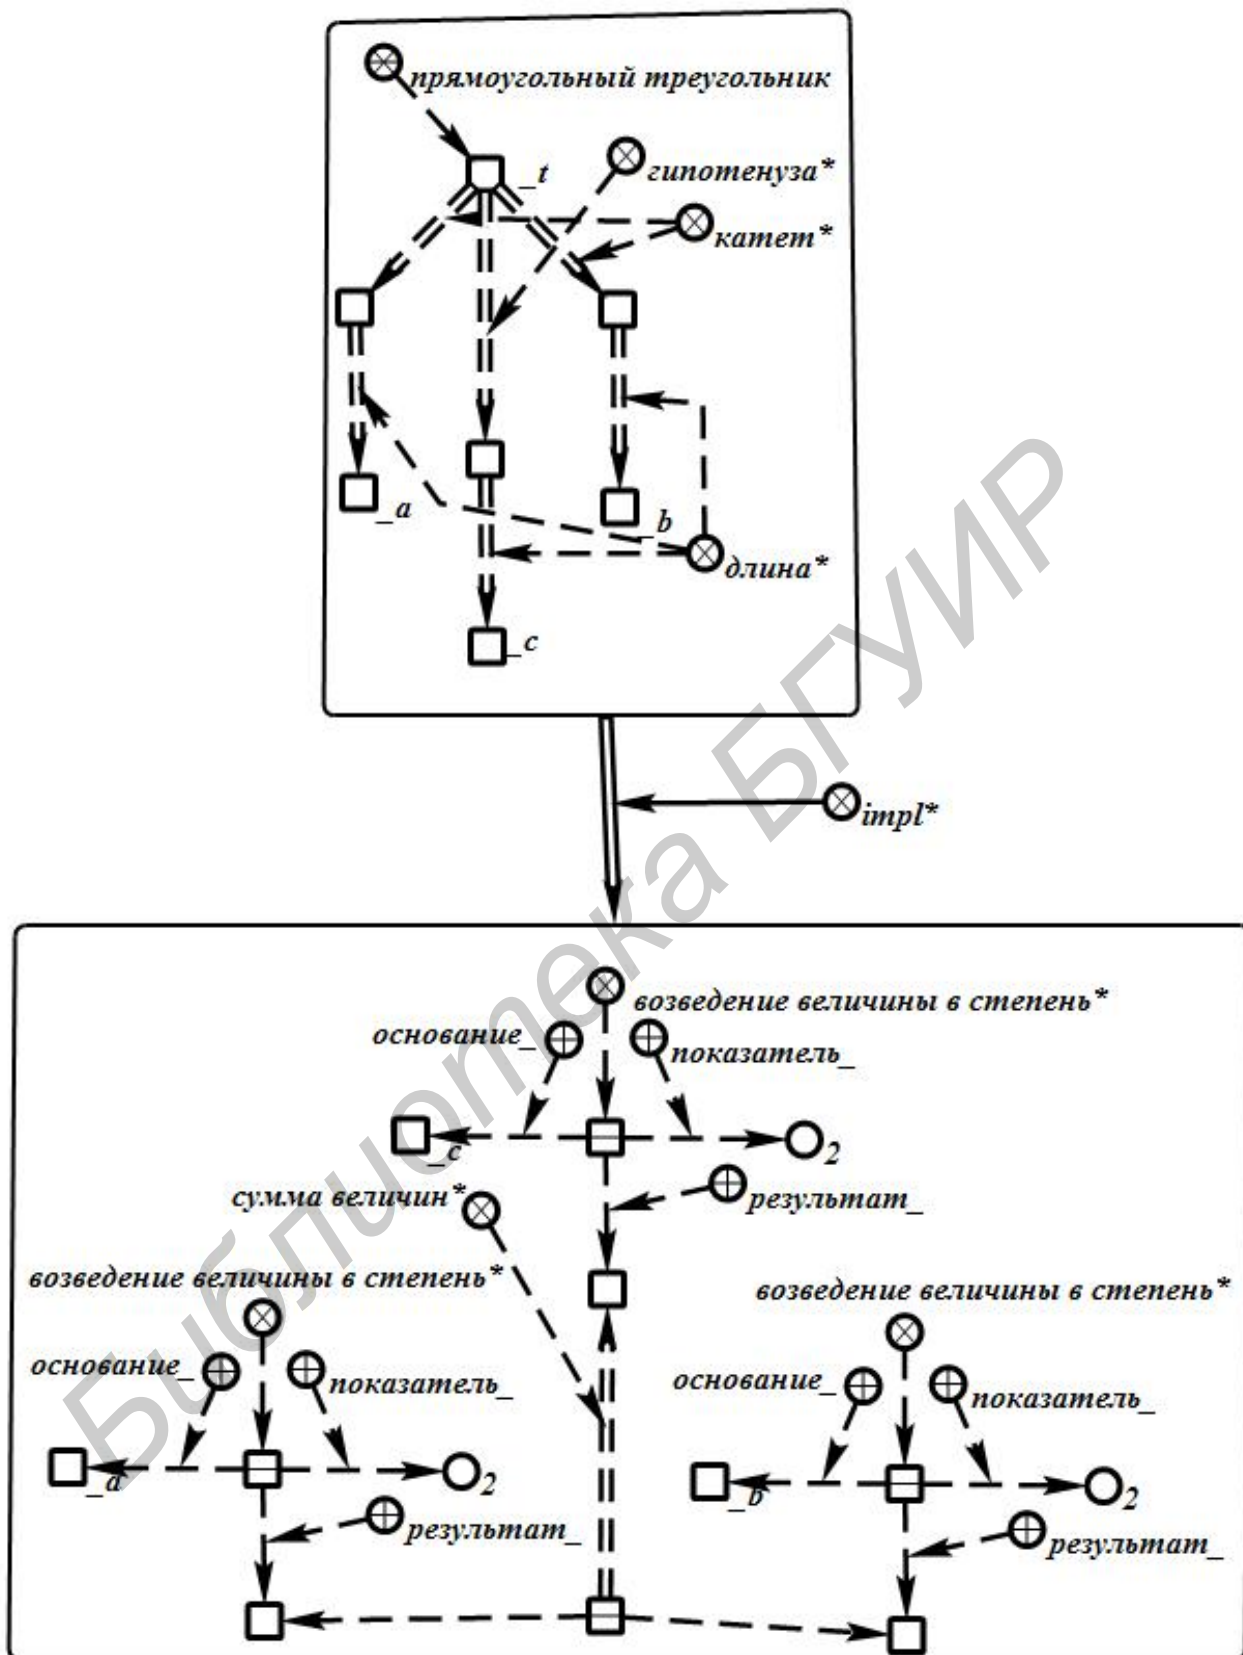 прямоугольный треугольник
_t
гипотенуза*
катет*
_a
_b
длина*
_c
impl*
возведение величины в степень*
основание_
показатель_
_c
2
сумма величин*
результат_
возведение величины в степень*
возведение величины в степень*
основание_
показатель_
основание_
показатель_
_a
2
_b
2
результат_
результат_
Библиотека БГУИР